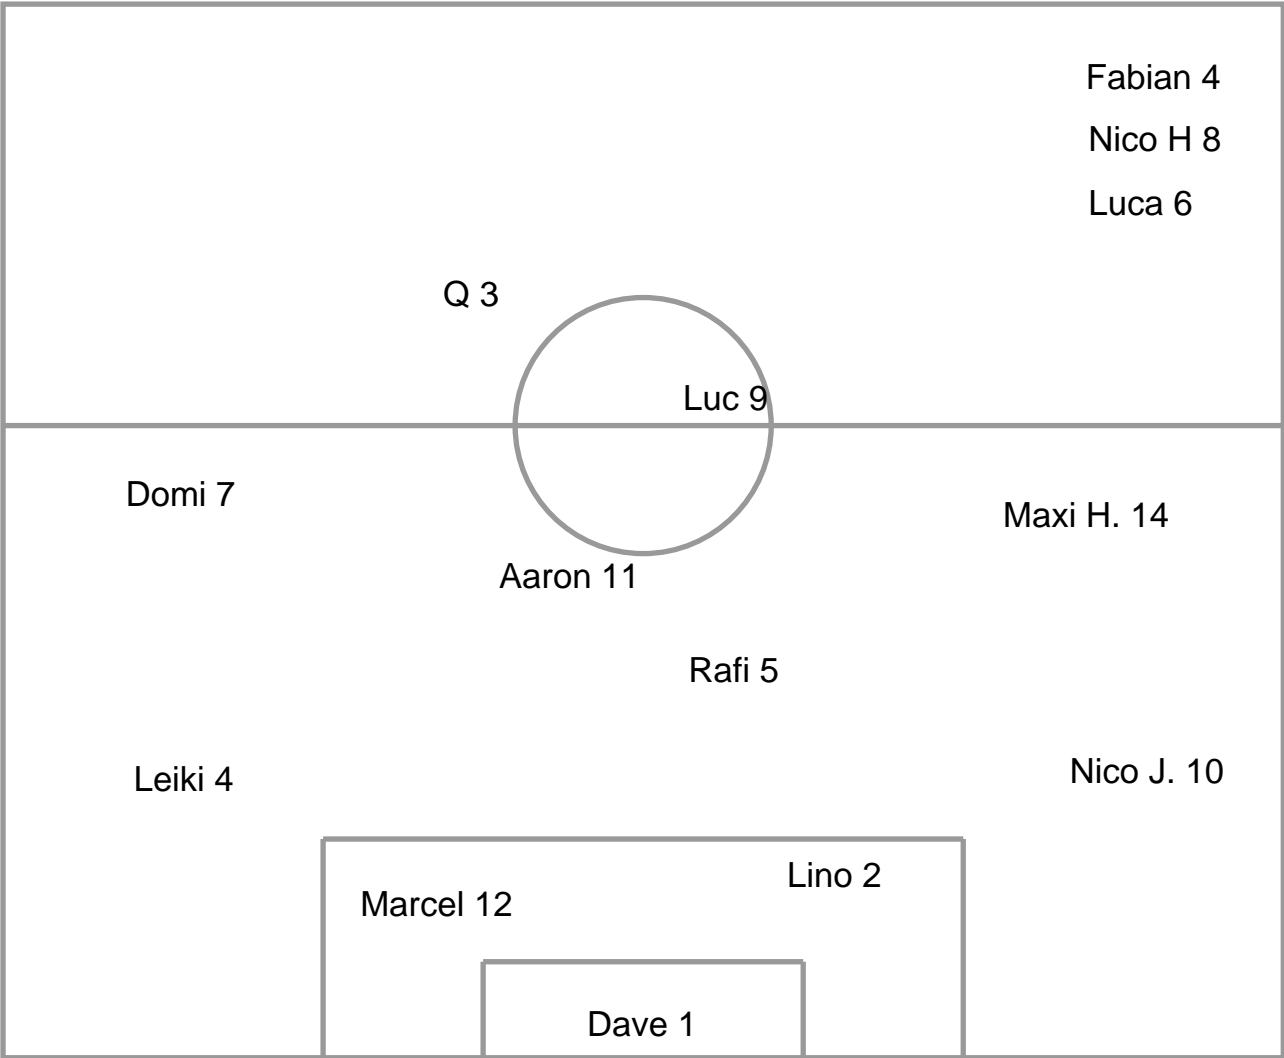 Fabian 4
Nico H 8
Luca 6
Q 3
Luc 9
Domi 7
Maxi H. 14
Aaron 11
Rafi 5
Leiki 4
Nico J. 10
Lino 2
Marcel 12
Dave 1